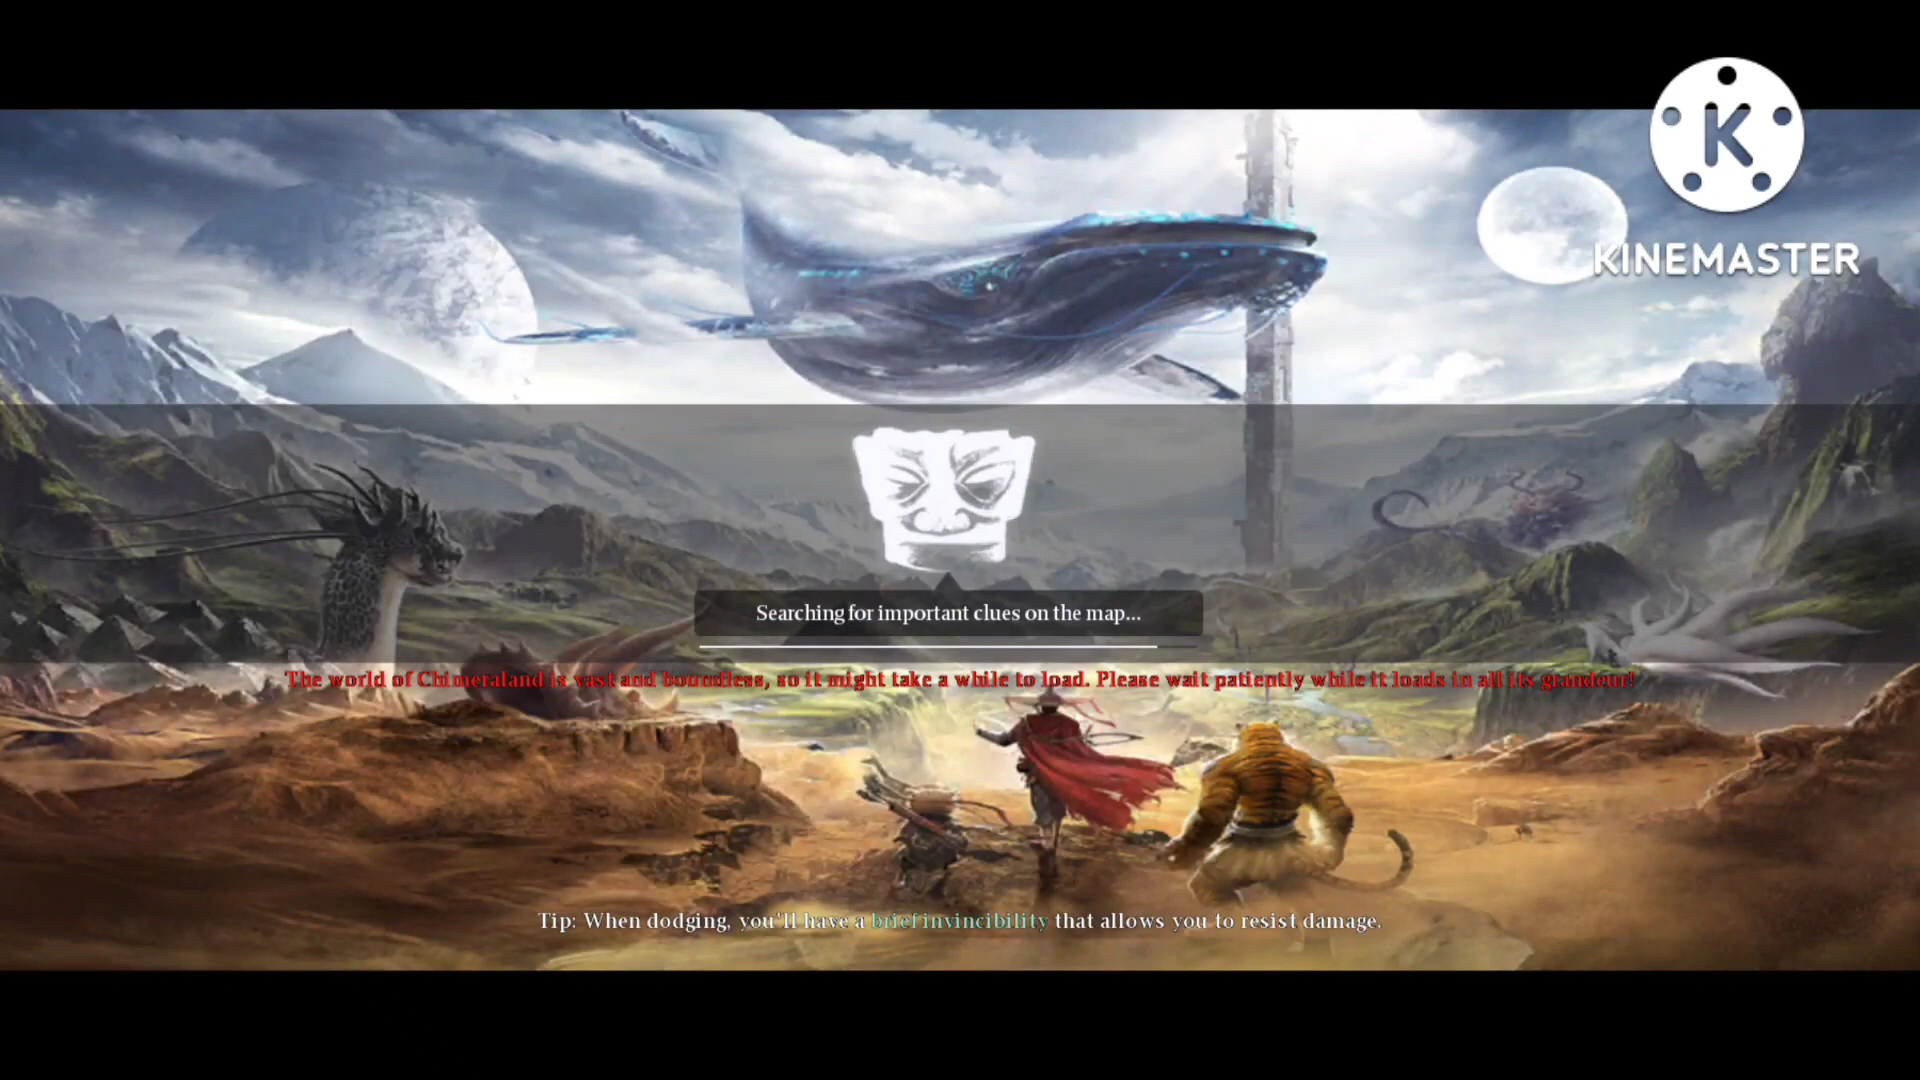 K
KINEMASTER
Searching for important clues on the map...
The world of Chimeraland is vast and boundless, so it might take a while to load. Please wait patiently while it loads in all its grandeur!
Tip: When dodging, you'll have a brief invincibility that allows you to resist damage.